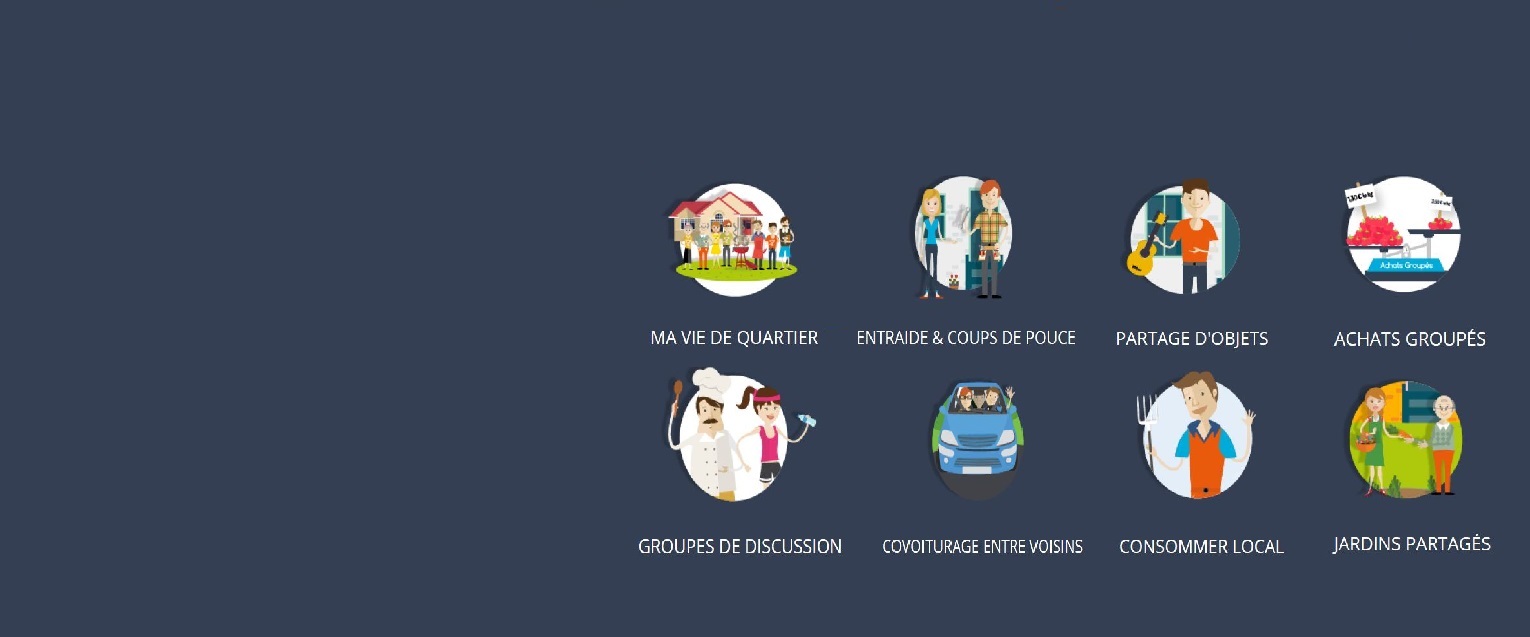 MA VIE DE QUARTIER
ENTRAIDE & COUPS DE POUCE
PARTAGE D'OBJETS
Achats Groupés
ACHATS GROUPÉS
GROUPES DE DISCUSSION
COVOITURAGE ENTRE VOISINS
CONSOMMER LOCAL
JARDINS PARTAGÉS